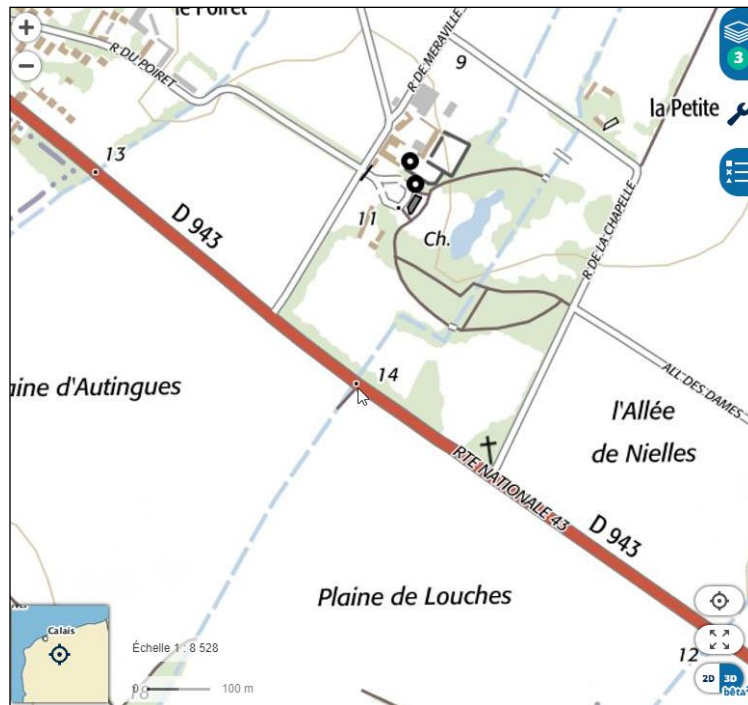 le Poiret
+
−
3
R DU POIRET
R DE MERAVILLE
9
la Petite
13
D 943
11
Ch.
R DE LA CHAPELLE
14
ALL DES DAMES
aine d'Autingues
l'Allée
de Nielles
RTE NATIONALE 43
D 943
Plaine de Louches
Calais
Échelle 1 : 8 528
12
0 100 m
18
2D 3D
bêta